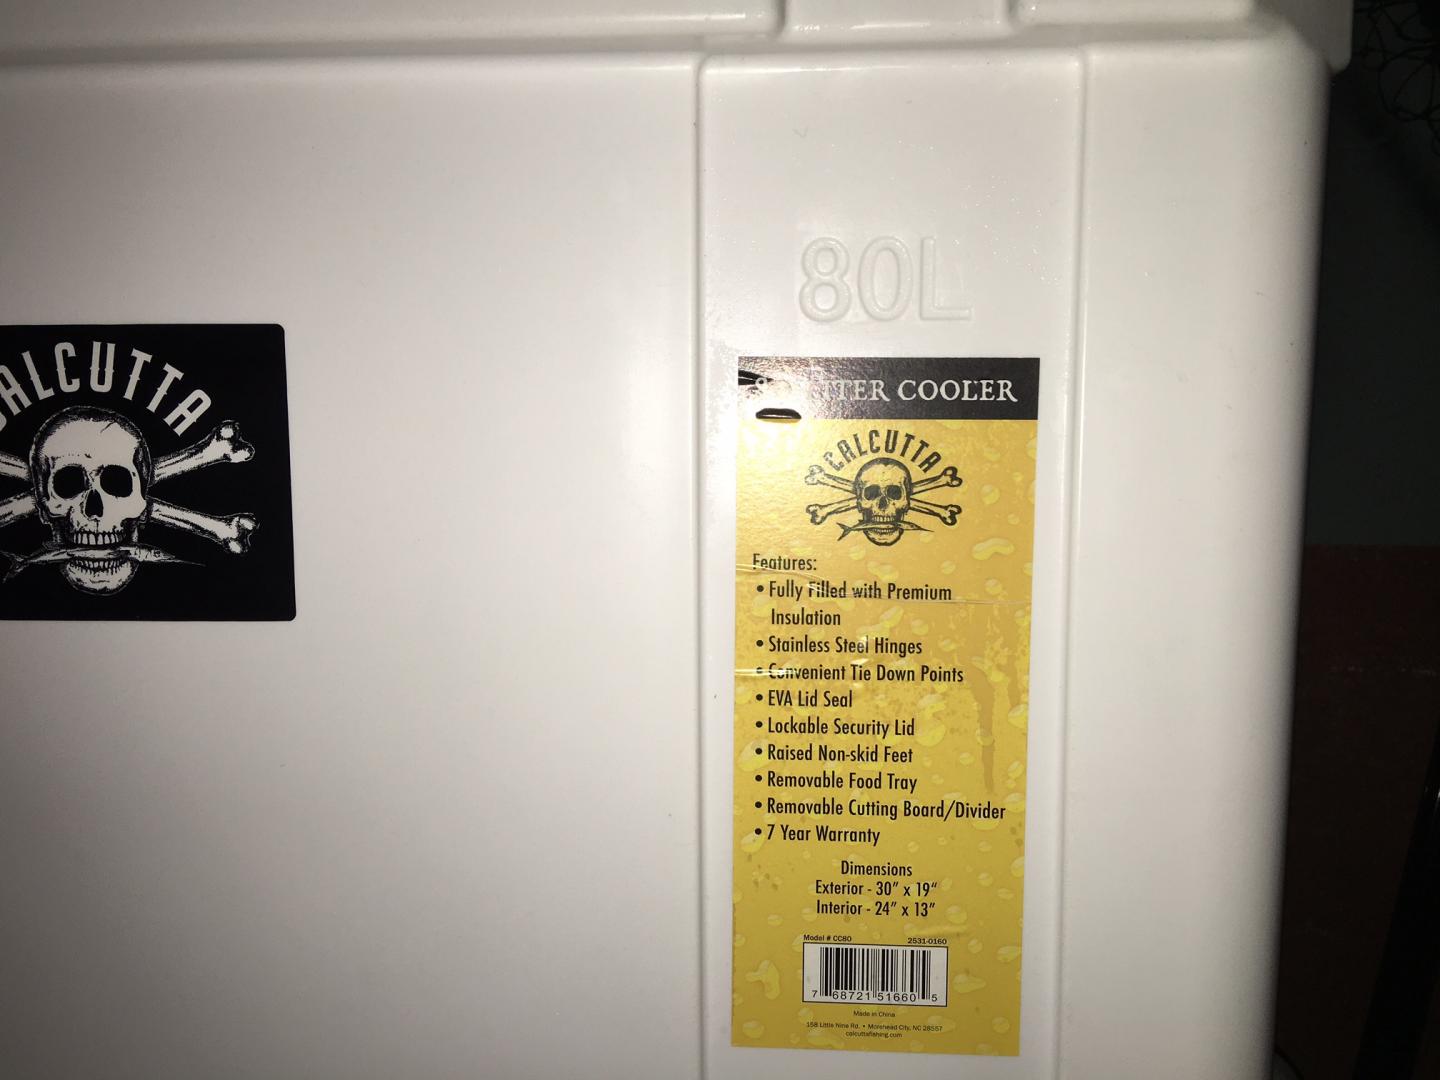 80L
CALCUTTA
COOLER
CALCUTTA
Features:
• Fully Filled with Premium
Insulation
• Stainless Steel Hinges
• Convenient Tie Down Points
• EVA Lid Seal
• Lockable Security Lid
• Raised Non-skid Feet
• Removable Food Tray
• Removable Cutting Board/Divider
• 7 Year Warranty
Dimensions
Exterior - 30” x 19“
Interior - 24” x 13”
Model # CC80 2531-0160
7 68721 51660 5
Made in China
158 Little Nine Rd. • Morehead City, NC 28557
calcuttafishing.com